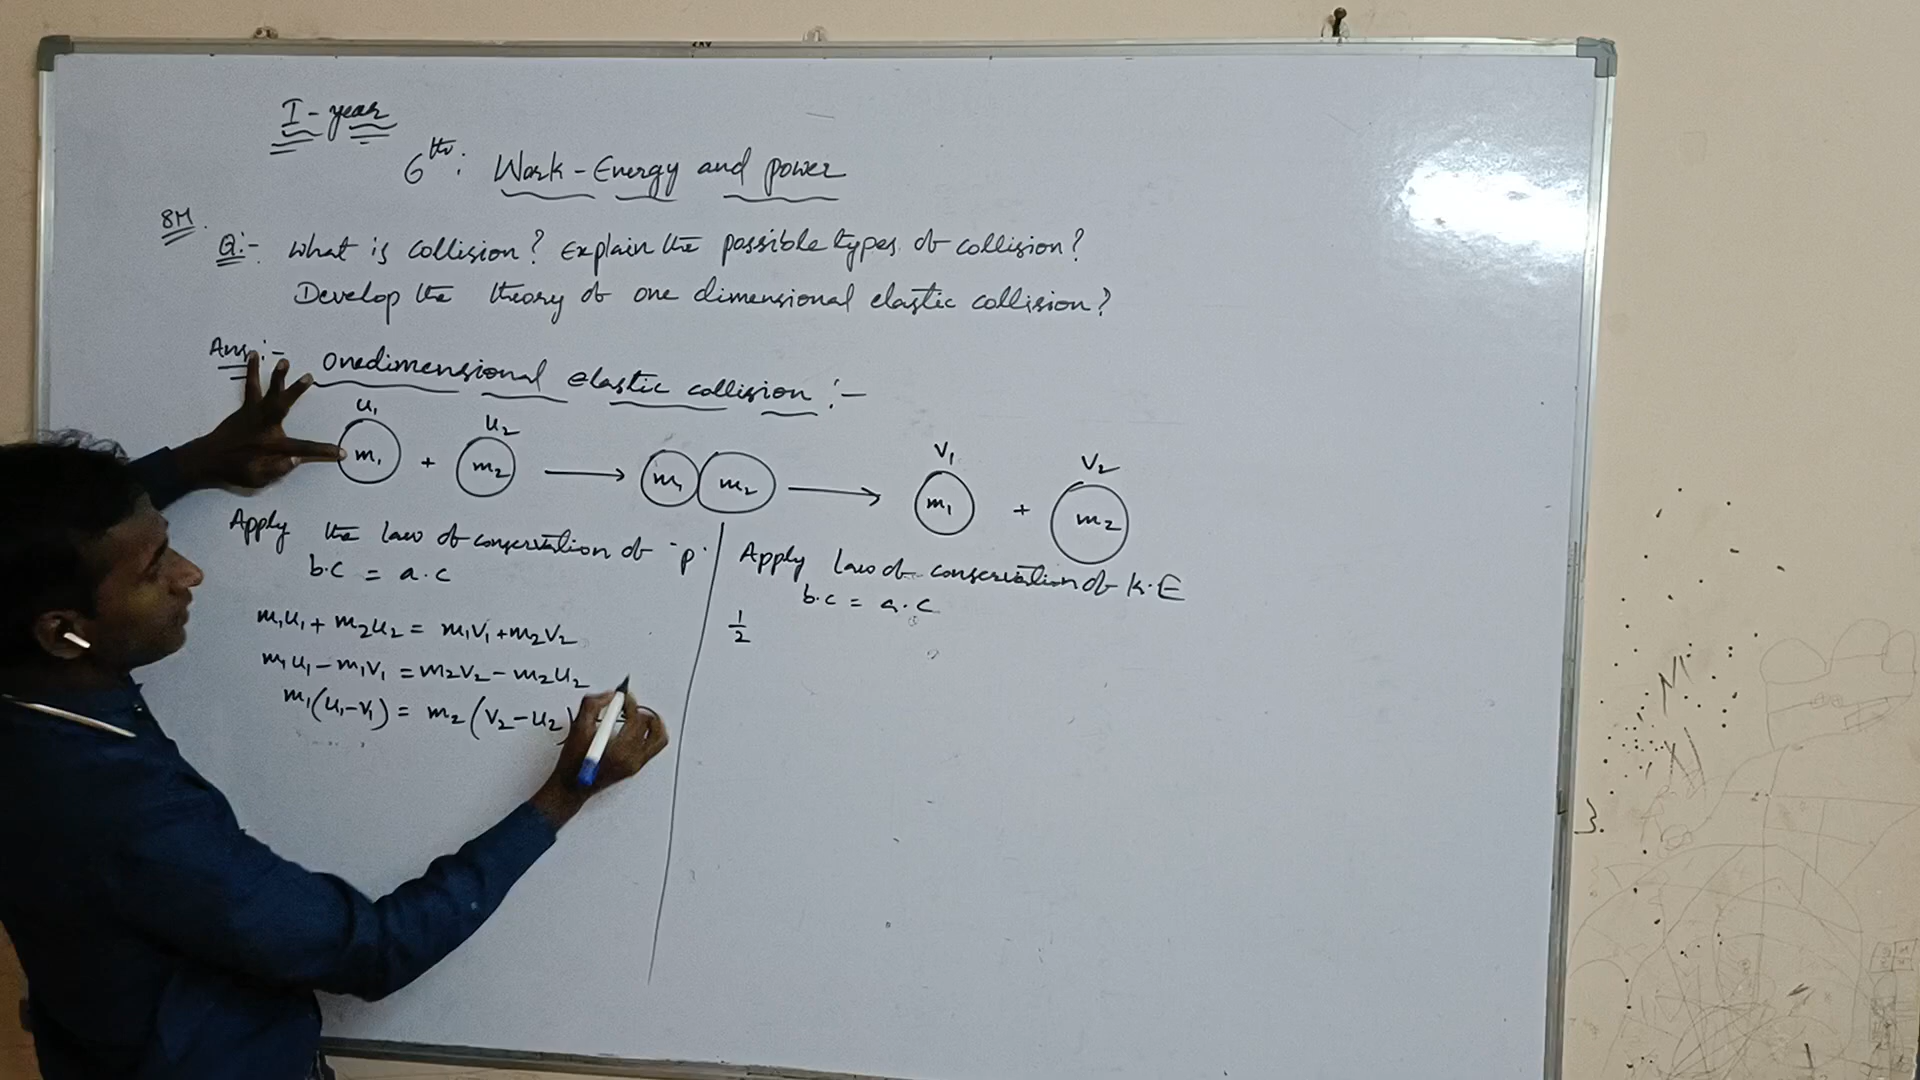 I - year
6th: Work-Energy and power
8M.
Q:- What is collision? Explain the possible types of collision?
Develop the theory of one dimensional elastic collision?
Ans:- onedimensional elastic collision :-
u₁ u₂ v₁ v₂
m₁ + m₂ → m₁ m₂ → m₁ + m₂
Apply the law of conservation of "p"
b.c = a.c
m₁u₁ + m₂u₂ = m₁v₁ + m₂v₂
m₁u₁ - m₁v₁ = m₂v₂ - m₂u₂
m₁(u₁-v₁) = m₂(v₂-u₂)
Apply law of conservation of K.E
b.c = a.c
1/2